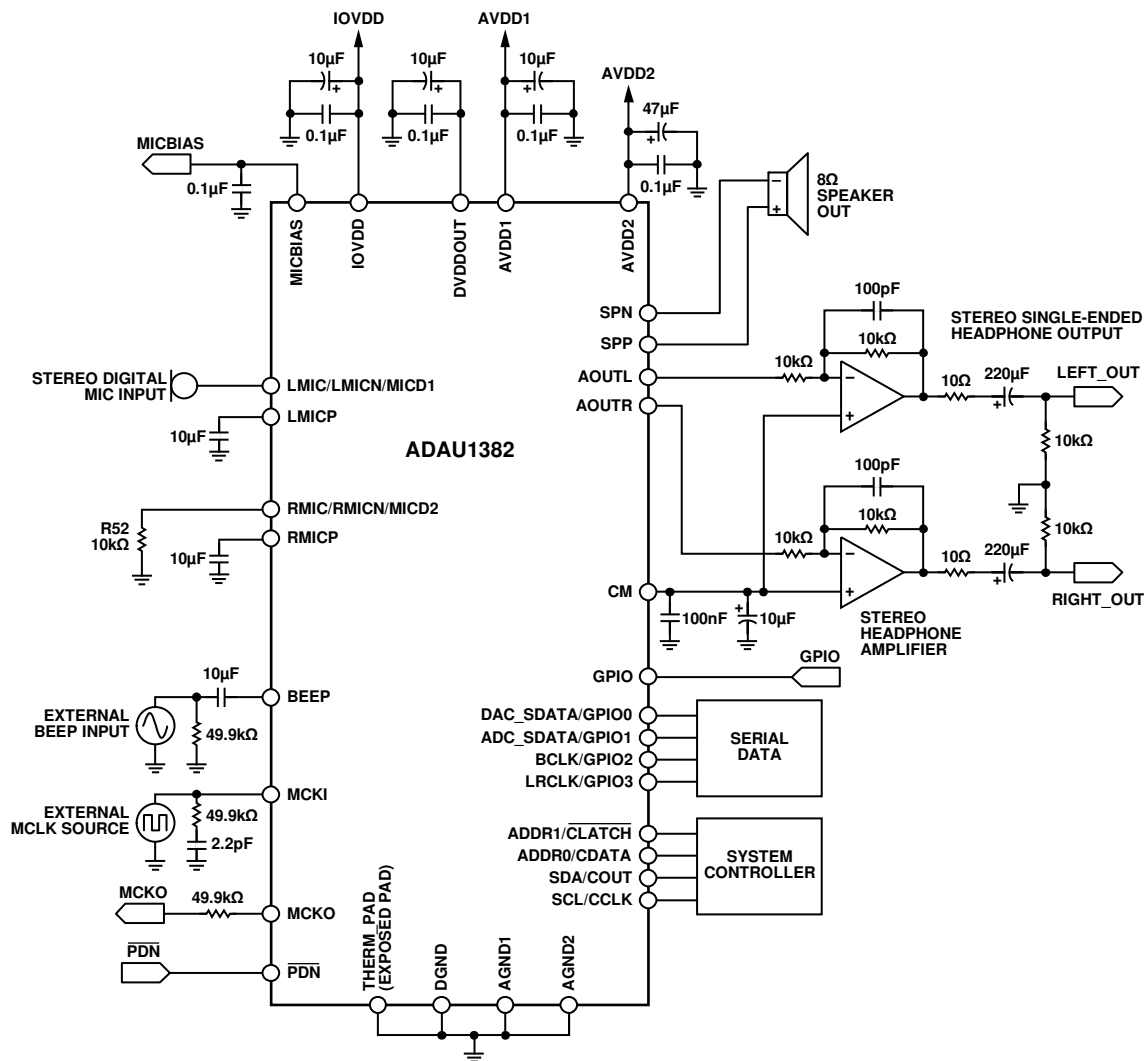 IOVDD
AVDD1
10µF
10µF
10µF
AVDD2
47µF
0.1µF
0.1µF
0.1µF
MICBIAS
0.1µF
0.1µF
8Ω
SPEAKER
OUT
MICBIAS
IOVDD
DVDDOUT
AVDD1
AVDD2
SPN
SPP
100pF
STEREO SINGLE-ENDED
HEADPHONE OUTPUT
10kΩ
10kΩ
AOUTL
AOUTR
10Ω
220µF
LEFT_OUT
STEREO DIGITAL
MIC INPUT
LMIC/LMICN/MICD1
LMICP
10µF
ADAU1382
10kΩ
100pF
RMIC/RMICN/MICD2
R52
10kΩ
RMICP
10µF
10kΩ
10kΩ
10kΩ
10Ω
220µF
RIGHT_OUT
CM
100nF
10µF
STEREO
HEADPHONE
AMPLIFIER
GPIO
GPIO
10µF
BEEP
EXTERNAL
BEEP INPUT
49.9kΩ
DAC_SDATA/GPIO0
ADC_SDATA/GPIO1
BCLK/GPIO2
LRCLK/GPIO3
SERIAL
DATA
MCKI
EXTERNAL
MCLK SOURCE
49.9kΩ
2.2pF
ADDR1/CLATCH
ADDR0/CDATA
SDA/COUT
SCL/CCLK
SYSTEM
CONTROLLER
MCKO
49.9kΩ
MCKO
PDN
PDN
THERM_PAD
(EXPOSED PAD)
DGND
AGND1
AGND2